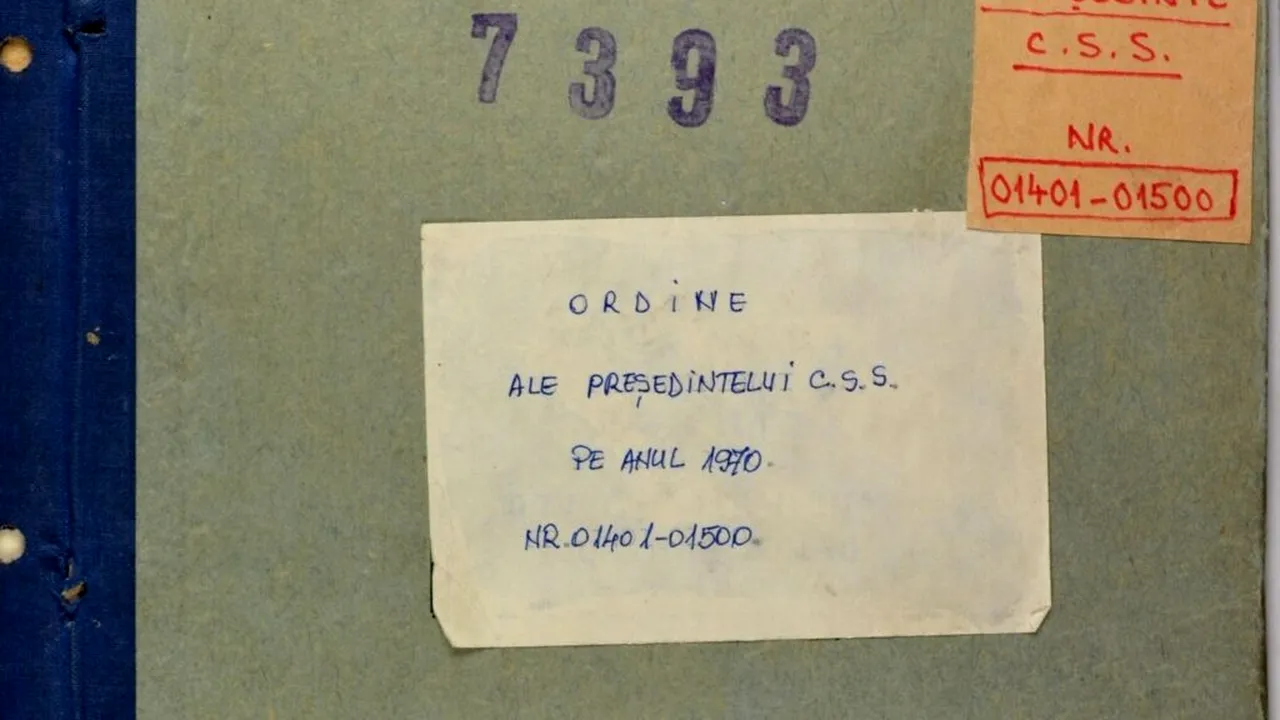 7393
C.S.S.
NR.
01401-01500
ORDiNE
ALE PREȘEDiNTELUi C.S.S.
PE ANUL 1970.
NR.01401-01500.